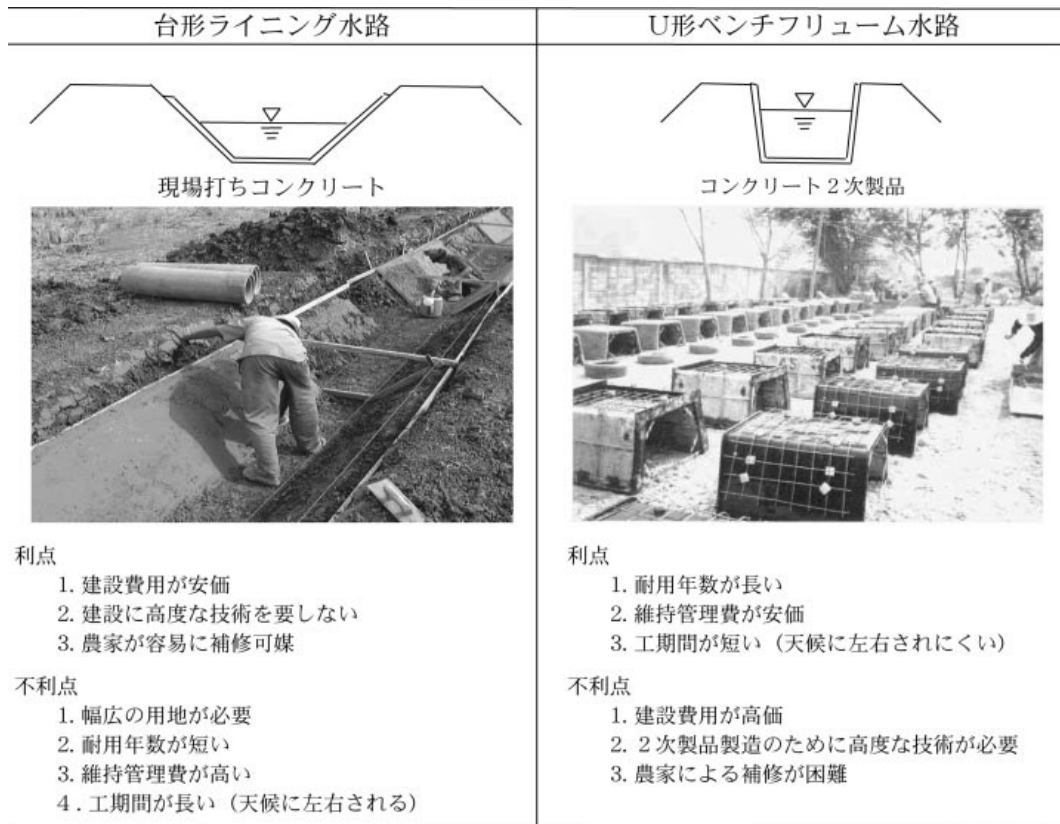 台形ライニング水路
U形ベンチフリューム水路
現場打ちコンクリート
コンクリート2次製品
利点
1. 建設費用が安価
2. 建設に高度な技術を要しない
3. 農家が容易に補修可媒
不利点
1. 幅広の用地が必要
2. 耐用年数が短い
3. 維持管理費が高い
4. 工期間が長い（天候に左右される）
利点
1. 耐用年数が長い
2. 維持管理費が安価
3. 工期間が短い（天候に左右されにくい）
不利点
1. 建設費用が高価
2. 2次製品製造のために高度な技術が必要
3. 農家による補修が困難